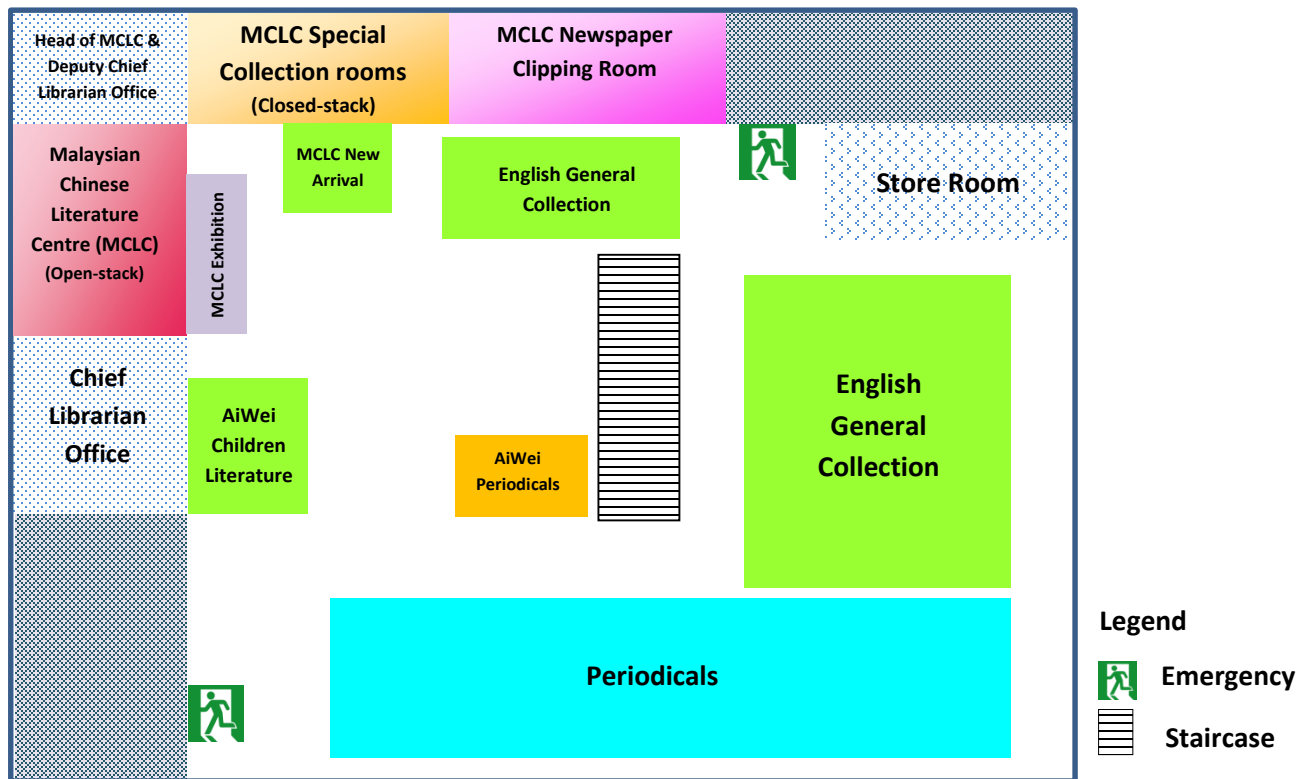 Head of MCLC &
Deputy Chief
Librarian Office
MCLC Special
Collection rooms
(Closed-stack)
MCLC Newspaper
Clipping Room
Malaysian
Chinese
Literature
Centre (MCLC)
(Open-stack)
MCLC Exhibition
MCLC New
Arrival
English General
Collection
Store Room
Chief
Librarian
Office
AiWei
Children
Literature
AiWei
Periodicals
English
General
Collection
Periodicals
Legend
Emergency
Staircase